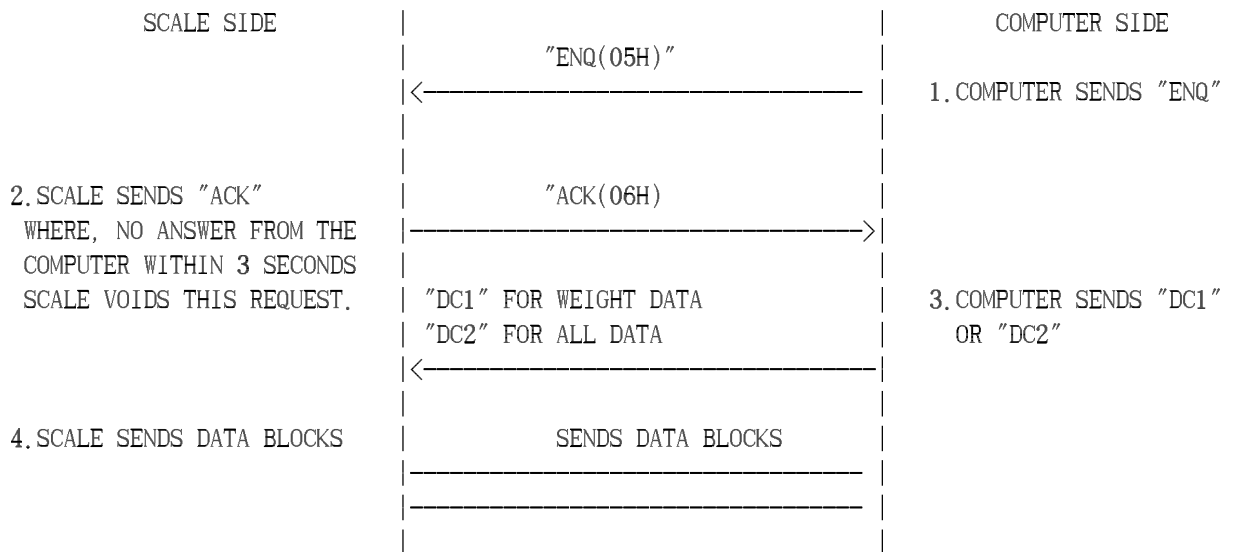 SCALE SIDE COMPUTER SIDE
"ENQ(05H)"
1.COMPUTER SENDS "ENQ"
2.SCALE SENDS "ACK" "ACK(06H)
WHERE, NO ANSWER FROM THE
COMPUTER WITHIN 3 SECONDS
SCALE VOIDS THIS REQUEST. "DC1" FOR WEIGHT DATA 3.COMPUTER SENDS "DC1"
"DC2" FOR ALL DATA OR "DC2"
4.SCALE SENDS DATA BLOCKS SENDS DATA BLOCKS